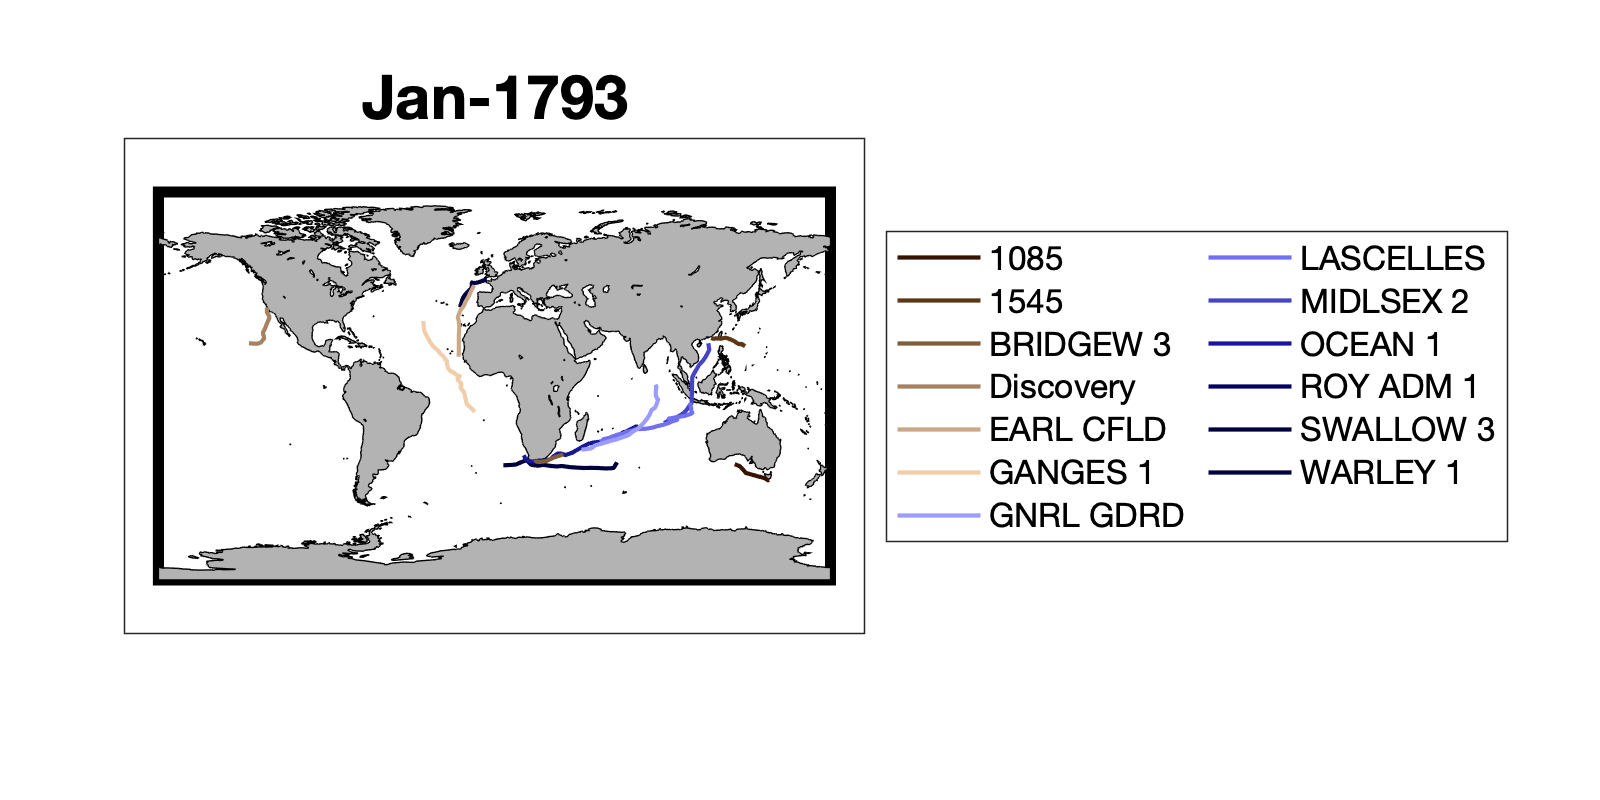 Jan-1793
1085
1545
BRIDGEW 3
Discovery
EARL CFLD
GANGES 1
GNRL GDRD
LASCELLES
MIDLSEX 2
OCEAN 1
ROY ADM 1
SWALLOW 3
WARLEY 1